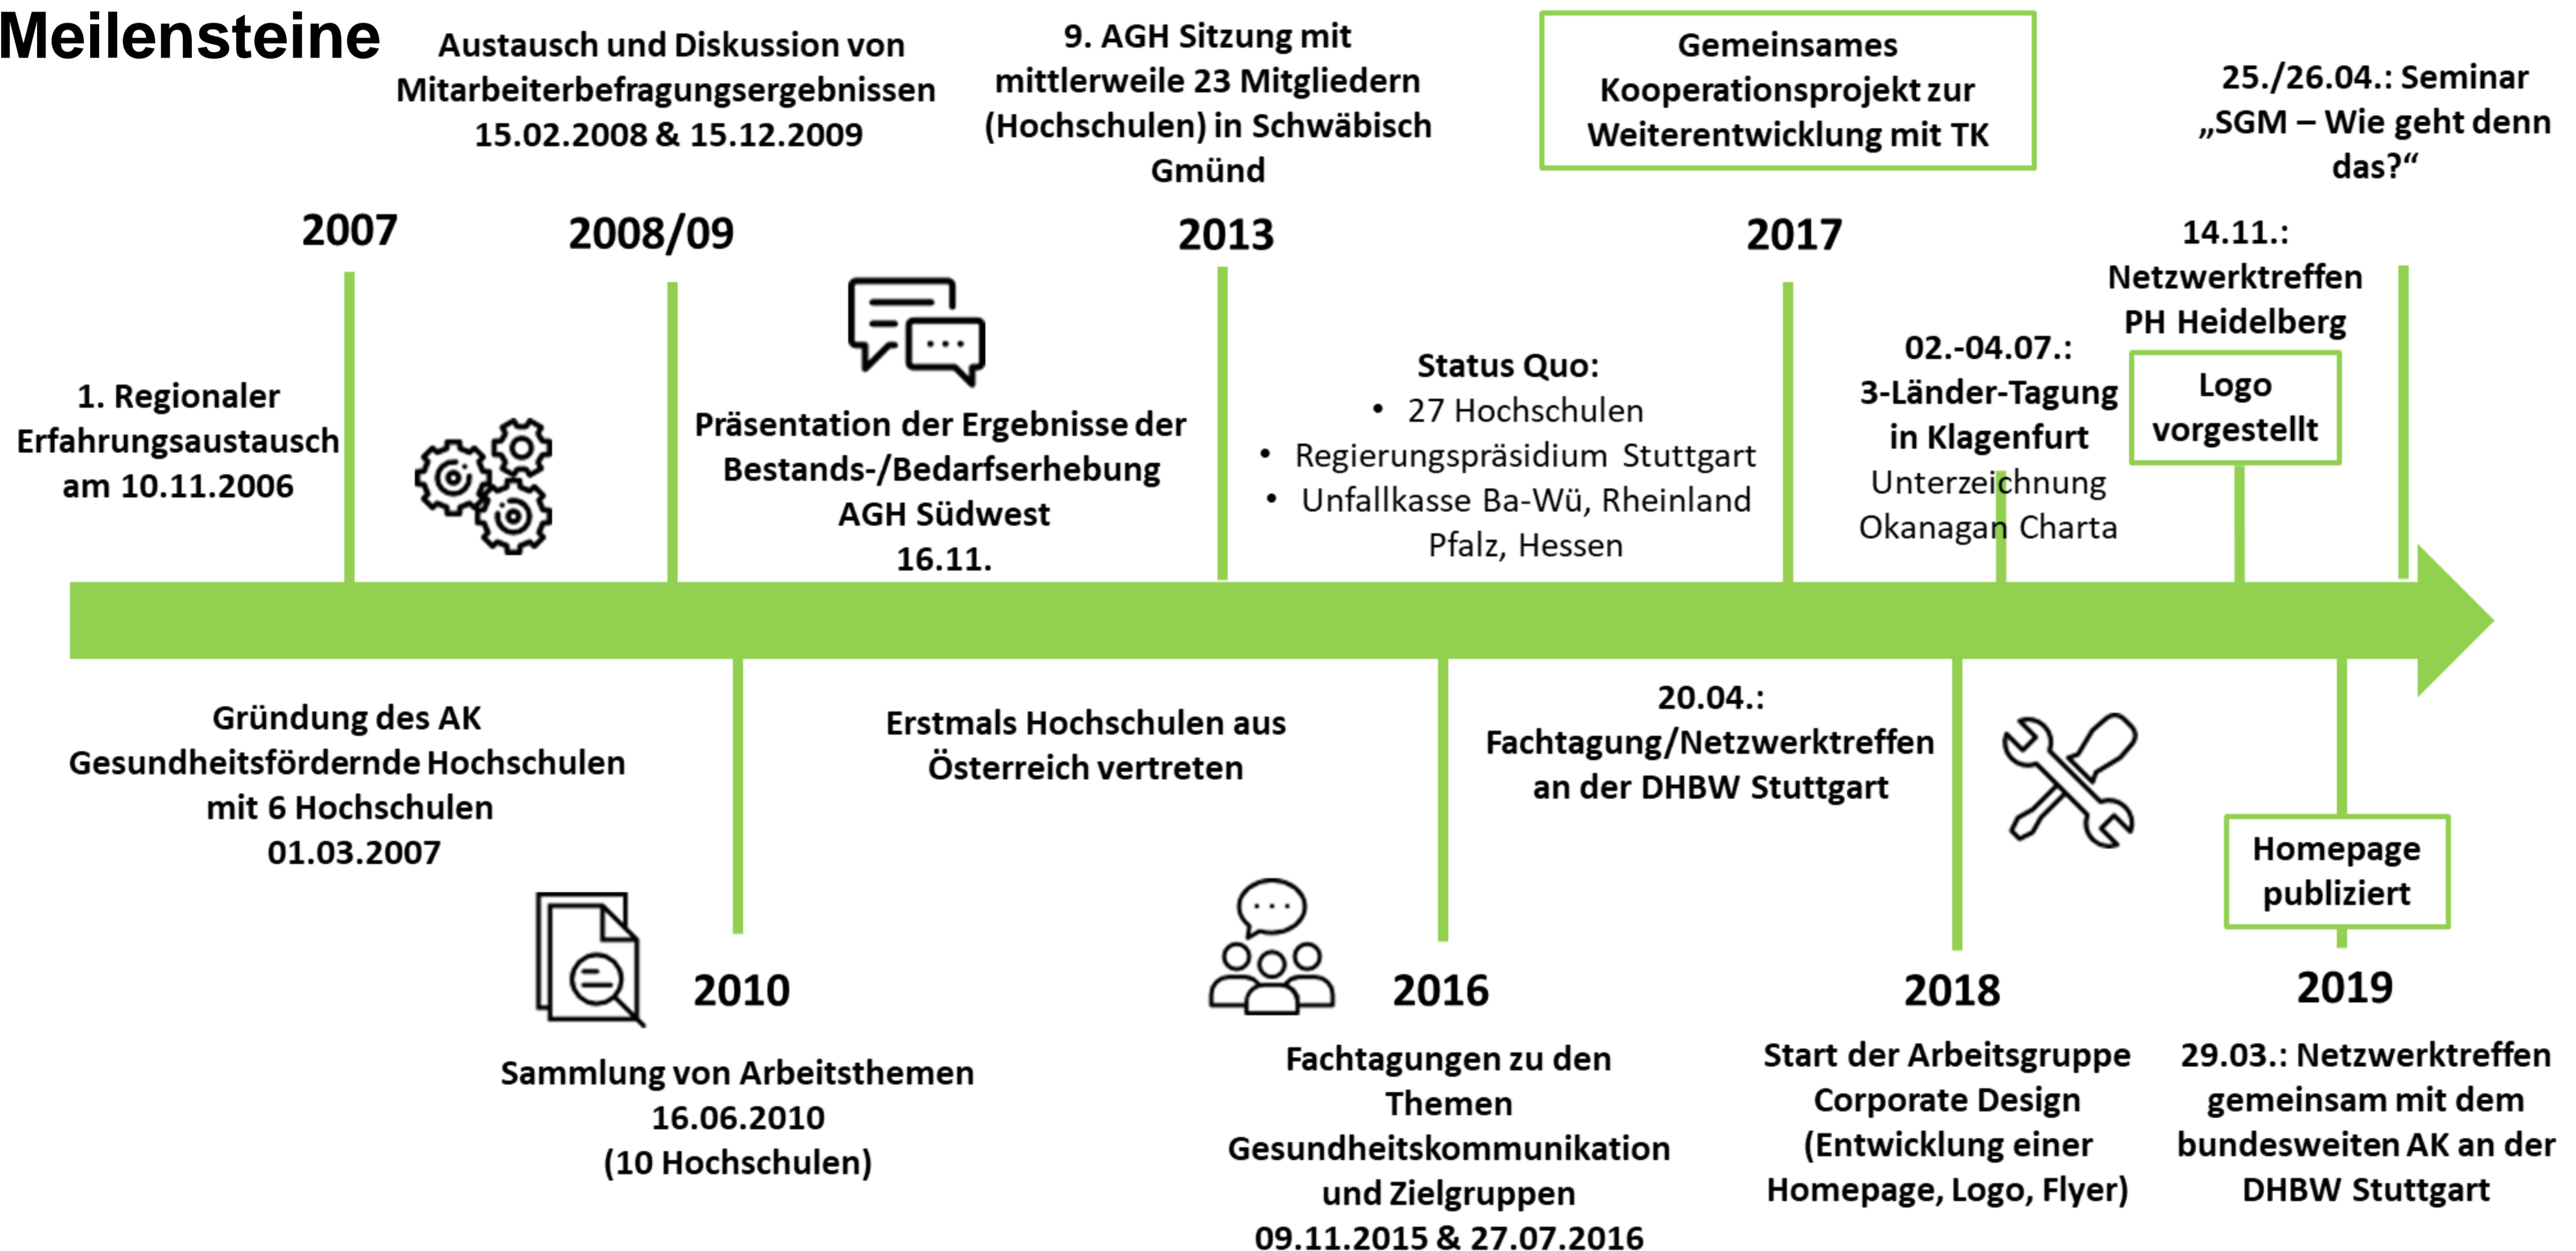 Meilensteine
Austausch und Diskussion von
Mitarbeiterbefragungsergebnissen
15.02.2008 & 15.12.2009
9. AGH Sitzung mit
mittlerweile 23 Mitgliedern
(Hochschulen) in Schwäbisch
Gmünd
Gemeinsames
Kooperationsprojekt zur
Weiterentwicklung mit TK
25./26.04.: Seminar
„SGM – Wie geht denn
das?“
2007
2008/09
2013
2017
14.11.:
Netzwerktreffen
PH Heidelberg
Logo
vorgestellt
1. Regionaler
Erfahrungsaustausch
am 10.11.2006
Präsentation der Ergebnisse der
Bestands-/Bedarfserhebung
AGH Südwest
16.11.
Status Quo:
• 27 Hochschulen
• Regierungspräsidium Stuttgart
• Unfallkasse Ba-Wü, Rheinland
Pfalz, Hessen
02.-04.07.:
3-Länder-Tagung
in Klagenfurt
Unterzeichnung
Okanagan Charta
Gründung des AK
Gesundheitsfördernde Hochschulen
mit 6 Hochschulen
01.03.2007
Erstmals Hochschulen aus
Österreich vertreten
20.04.:
Fachtagung/Netzwerktreffen
an der DHBW Stuttgart
Homepage
publiziert
2010
2016
2018
2019
Sammlung von Arbeitsthemen
16.06.2010
(10 Hochschulen)
Fachtagungen zu den
Themen
Gesundheitskommunikation
und Zielgruppen
09.11.2015 & 27.07.2016
Start der Arbeitsgruppe
Corporate Design
(Entwicklung einer
Homepage, Logo, Flyer)
29.03.: Netzwerktreffen
gemeinsam mit dem
bundesweiten AK an der
DHBW Stuttgart